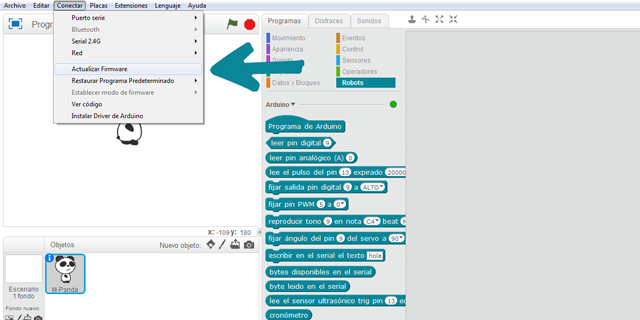 Archivo Editar Conectar Placas Extensiones Lenguaje Ayuda
Puerto serie
Bluetooth
Serial 2.4G
Red
Actualizar Firmware
Restaurar Programa Predeterminado
Establecer modo de firmware
Ver código
Instalar Driver de Arduino
Prog
X: -109 Y: 180
Objetos Nuevo objeto:
Escenario
1 fondo
Fondo nuevo:
M-Panda
Programas Disfraces Sonidos
Movimiento Eventos
Apariencia Control
Sensores
Operadores
Datos y Bloques Robots
Arduino
Programa de Arduino
leer pin digital 9
leer pin analógico (A) 0
lee el pulso del pin 13 expirado 20000
fijar salida pin digital 9 a ALTO
fijar pin PWM 5 a 0
reproducir tono 9 en nota C4 beat
fijar ángulo del pin 9 del servo a 90
escribir en el serial el texto hola
bytes disponibles en el serial
byte leido en el serial
lee el sensor ultrasónico trig pin 13 ec
cronómetro